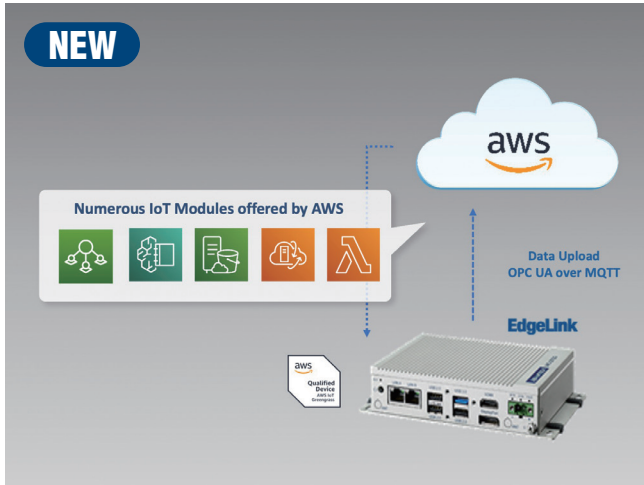 NEW
aws
Numerous IoT Modules offered by AWS
Data Upload
OPC UA over MQTT
EdgeLink
aws
Qualified
Device
AWS IoT
Greengrass